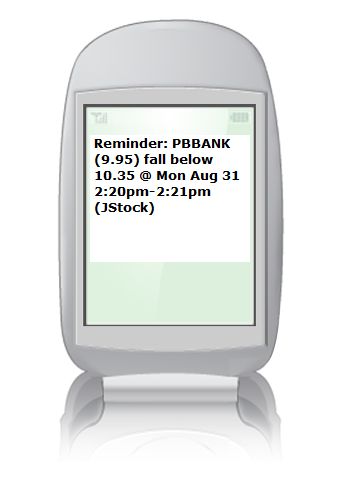 Reminder: PBBANK
(9.95) fall below
10.35 @ Mon Aug 31
2:20pm-2:21pm
(JStock)